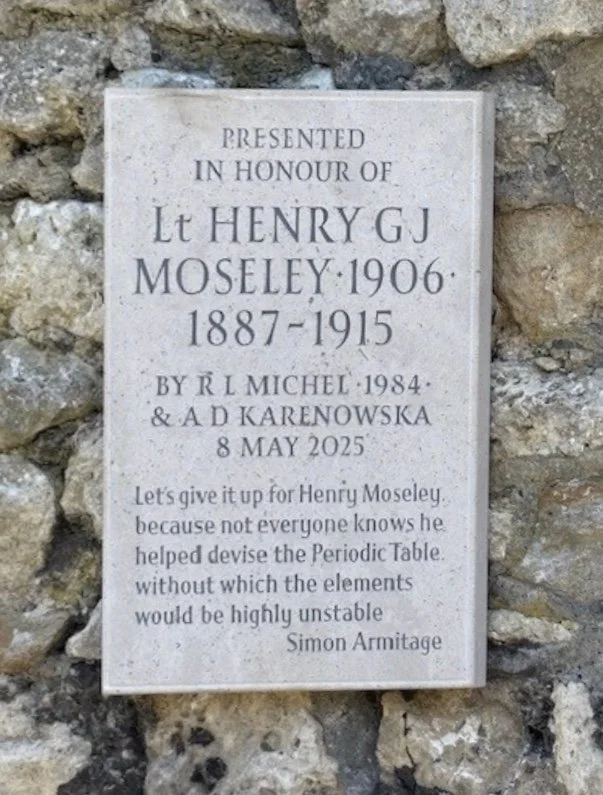 PRESENTED
IN HONOUR OF
Lt HENRY G J
MOSELEY·1906·
1887-1915
BY R L MICHEL·1984·
& A D KARENOWSKA
8 MAY 2025
Let's give it up for Henry Moseley.
because not everyone knows he
helped devise the Periodic Table.
without which the elements
would be highly unstable
Simon Armitage